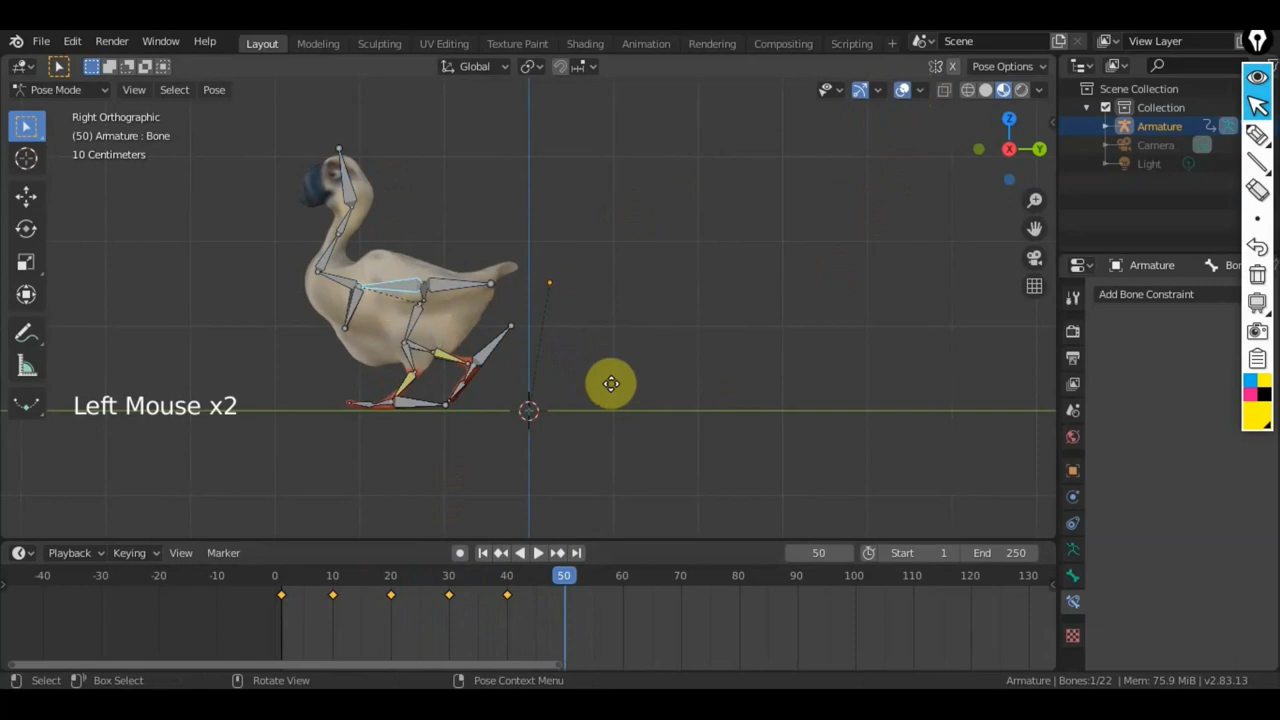 File Edit Render Window Help Layout Modeling Sculpting UV Editing Texture Paint Shading Animation Rendering Compositing Scripting Scene View Layer
Global Pose Options
Pose Mode View Select Pose
Scene Collection
Collection
Armature
Camera
Light
Right Orthographic
(50) Armature : Bone
10 Centimeters
X Y Z
Armature
Add Bone Constraint
Left Mouse x2
Playback Keying View Marker 50 Start 1 End 250
-40 -30 -20 -10 0 10 20 30 40 50 60 70 80 90 100 110 120 130
Select Box Select Rotate View Pose Context Menu Armature | Bones:1/22 | Mem: 75.9 MiB | v2.83.13